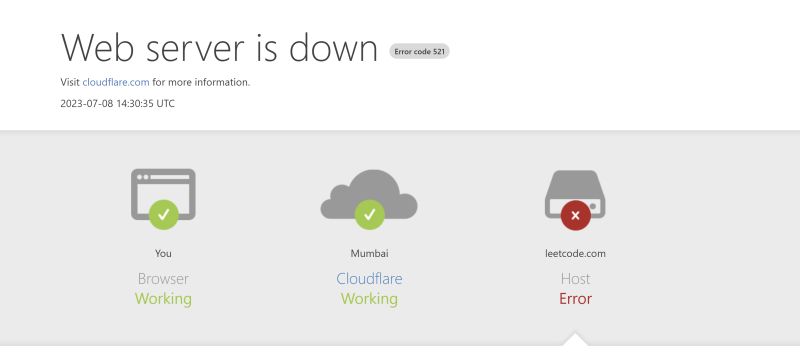 Web server is down Error code 521
Visit cloudflare.com for more information.
2023-07-08 14:30:35 UTC
You
Browser
Working
Mumbai
Cloudflare
Working
leetcode.com
Host
Error